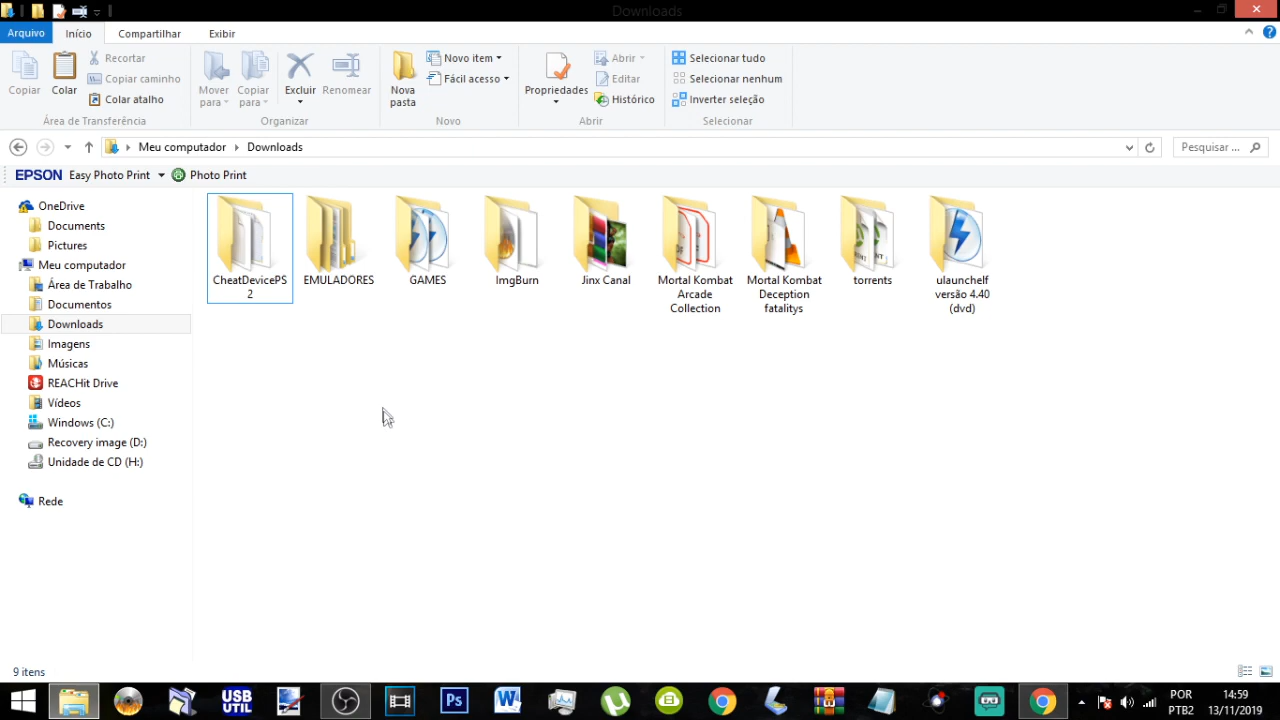 Downloads
Arquivo
Início
Compartilhar
Exibir
Copiar
Colar
Recortar
Copiar caminho
Colar atalho
Área de Transferência
Mover
para
Copiar
para
Excluir
Renomear
Organizar
Nova
pasta
Novo item
Fácil acesso
Novo
Propriedades
Abrir
Editar
Histórico
Abrir
Selecionar tudo
Selecionar nenhum
Inverter seleção
Selecionar
Meu computador
Downloads
Pesquisar ...
EPSON Easy Photo Print
Photo Print
OneDrive
Documents
Pictures
Meu computador
Área de Trabalho
Documentos
Downloads
Imagens
Músicas
REACHit Drive
Vídeos
Windows (C:)
Recovery image (D:)
Unidade de CD (H:)
Rede
CheatDevicePS
2
EMULADORES
GAMES
ImgBurn
Jinx Canal
Mortal Kombat
Arcade
Collection
Mortal Kombat
Deception
fatalitys
torrents
ulaunchelf
versão 4.40
(dvd)
9 itens
USB
UTIL
Ps
W
POR
PTB2
14:59
13/11/2019